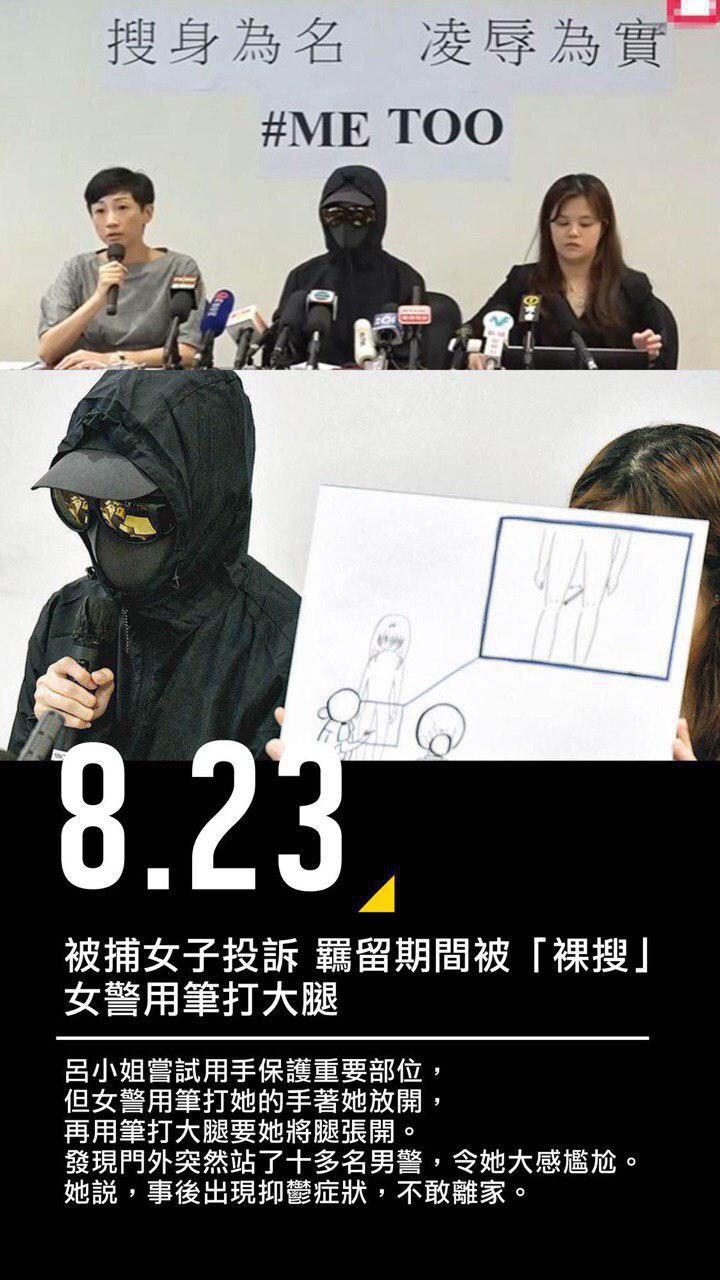 搜身為名 凌辱為實
#ME TOO
8.23
被捕女子投訴 羈留期間被「裸搜」
女警用筆打大腿
呂小姐嘗試用手保護重要部位，
但女警用筆打她的手著她放開，
再用筆打大腿要她將腿張開。
發現門外突然站了十多名男警，令她大感尷尬。
她說，事後出現抑鬱症狀，不敢離家。